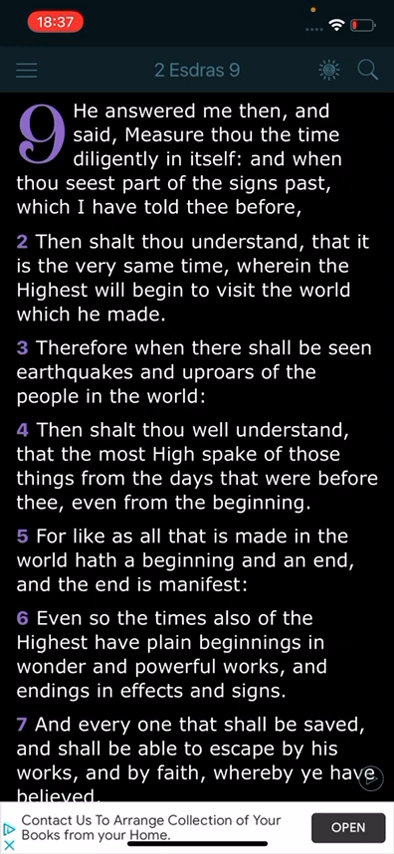 18:37
2 Esdras 9
9 He answered me then, and
said, Measure thou the time
diligently in itself: and when
thou seest part of the signs past,
which I have told thee before,
2 Then shalt thou understand, that it
is the very same time, wherein the
Highest will begin to visit the world
which he made.
3 Therefore when there shall be seen
earthquakes and uproars of the
people in the world:
4 Then shalt thou well understand,
that the most High spake of those
things from the days that were before
thee, even from the beginning.
5 For like as all that is made in the
world hath a beginning and an end,
and the end is manifest:
6 Even so the times also of the
Highest have plain beginnings in
wonder and powerful works, and
endings in effects and signs.
7 And every one that shall be saved,
and shall be able to escape by his
works, and by faith, whereby ye have
believed,
Contact Us To Arrange Collection of Your
Books from your Home.
OPEN